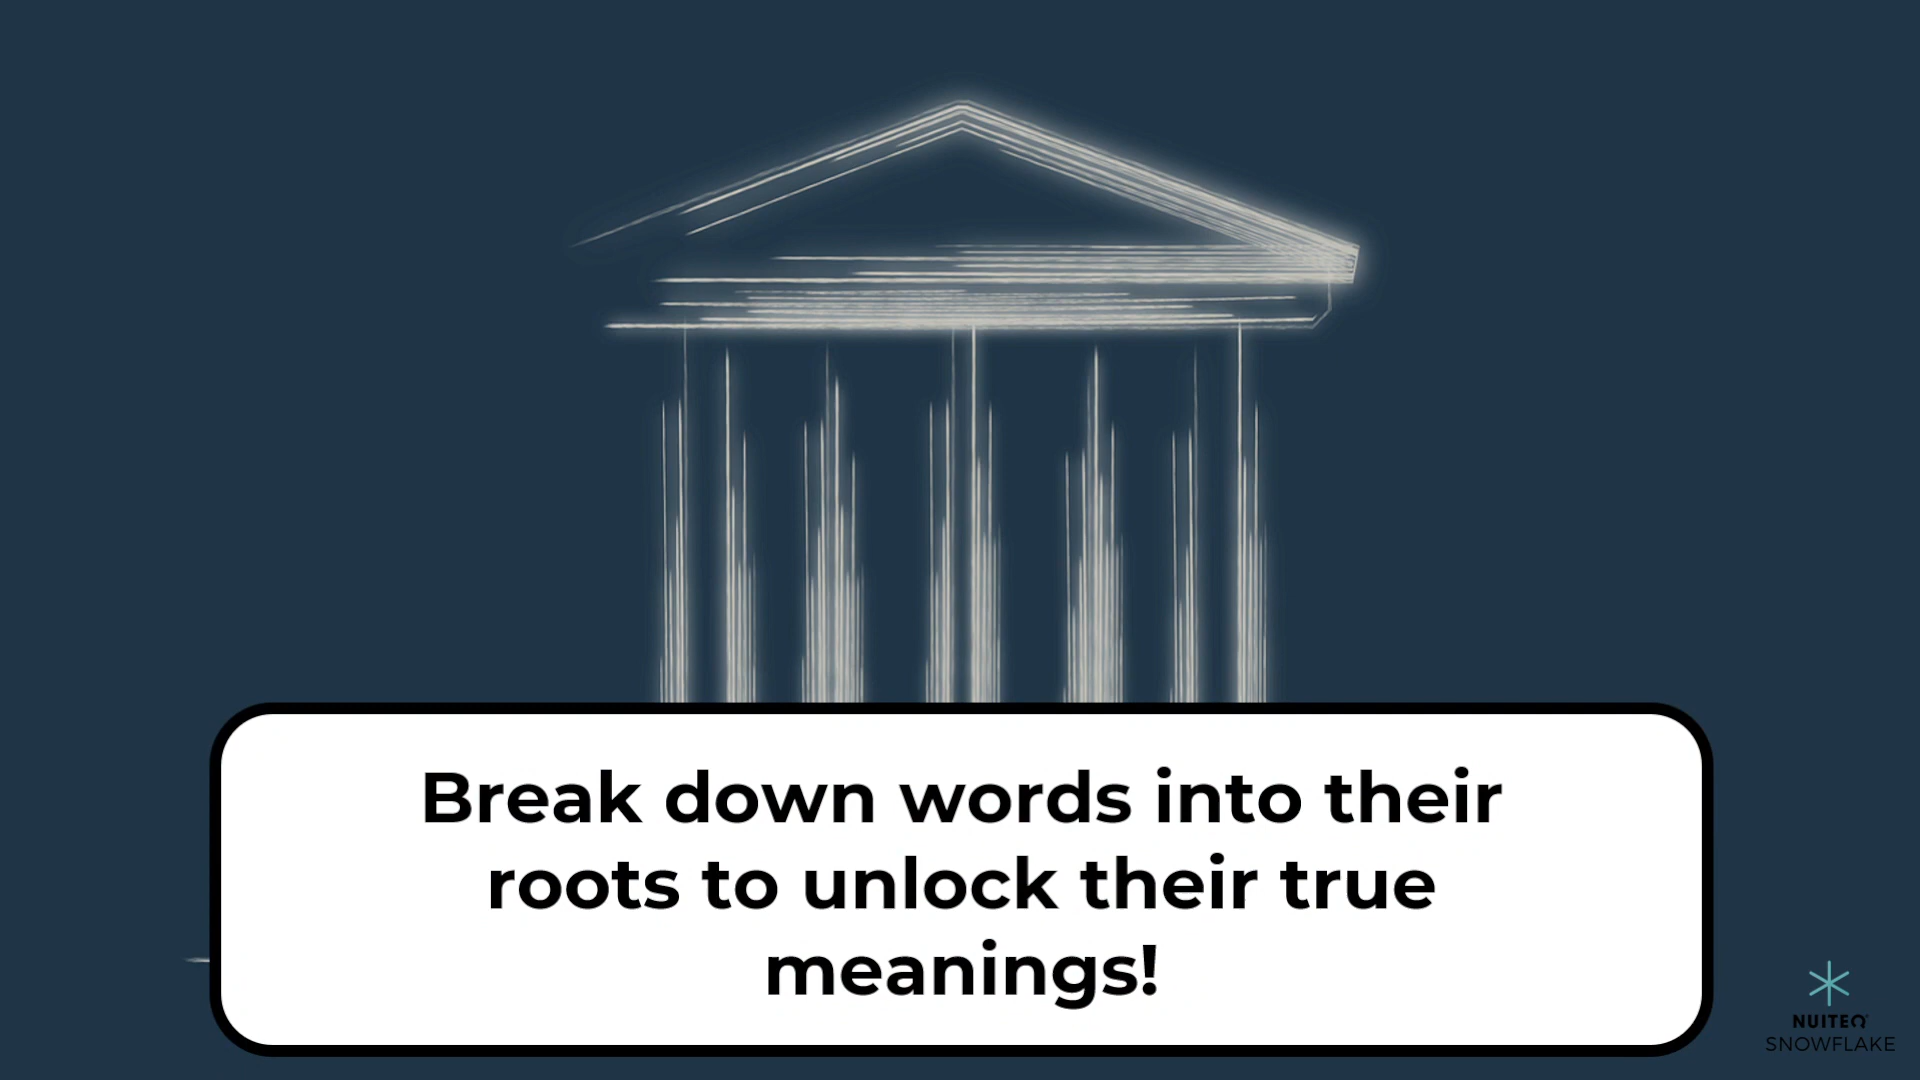 Break down words into their
roots to unlock their true
meanings!
NUITEQ
SNOWFLAKE